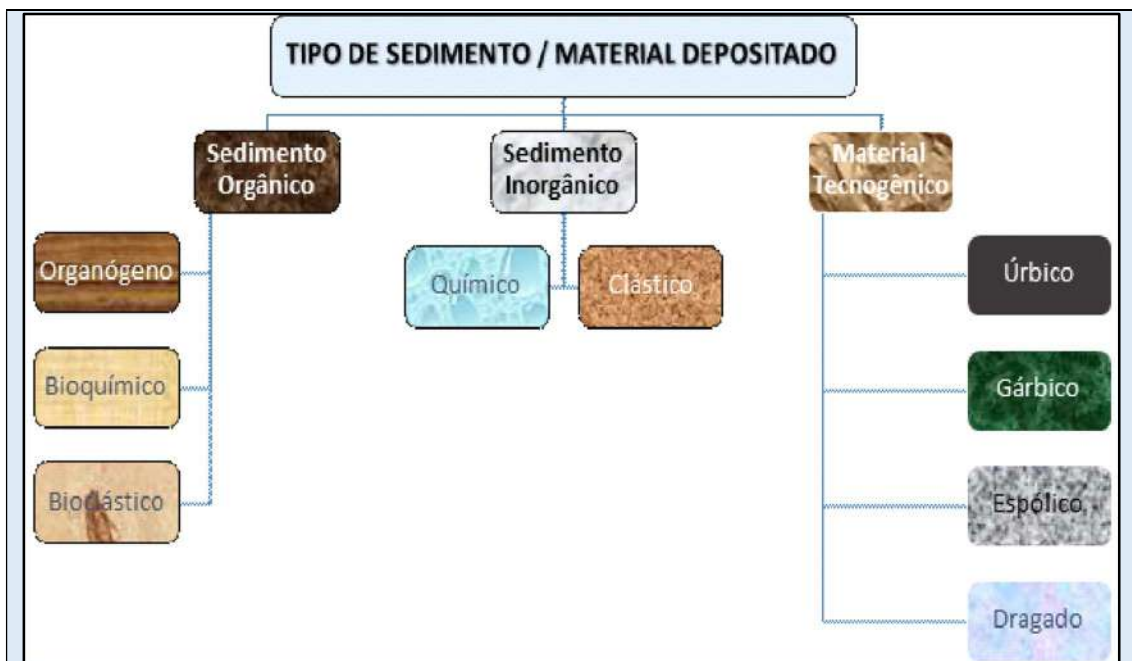 TIPO DE SEDIMENTO / MATERIAL DEPOSITADO
Sedimento
Orgânico
Sedimento
Inorgânico
Material
Tecnogênico
Organógeno
Bioquímico
Bioclástico
Químico
Clástico
Úrbico
Gárbico
Espólico
Dragado